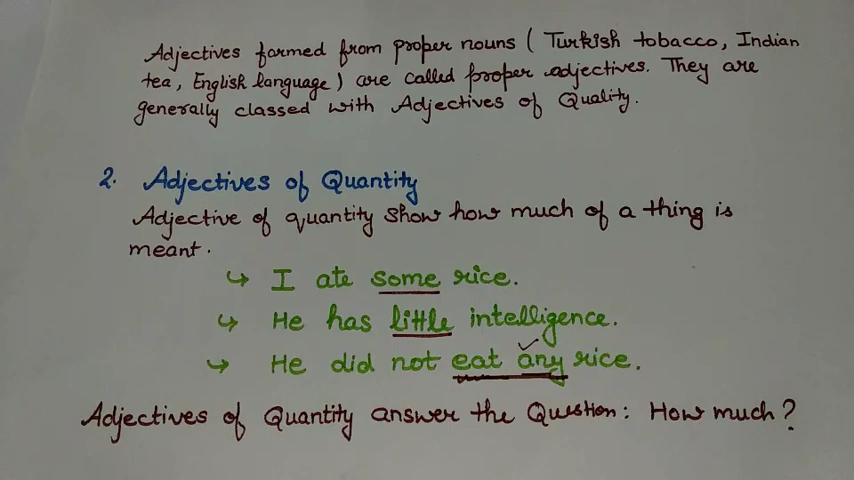 Adjectives formed from proper nouns ( Turkish tobacco, Indian
tea, English language ) are called proper adjectives. They are
generally classed with Adjectives of Quality.
2. Adjectives of Quantity
Adjective of quantity show how much of a thing is
meant.
↳ I ate some rice.
↳ He has little intelligence.
↳ He did not eat any rice.
Adjectives of Quantity answer the Question: How much?